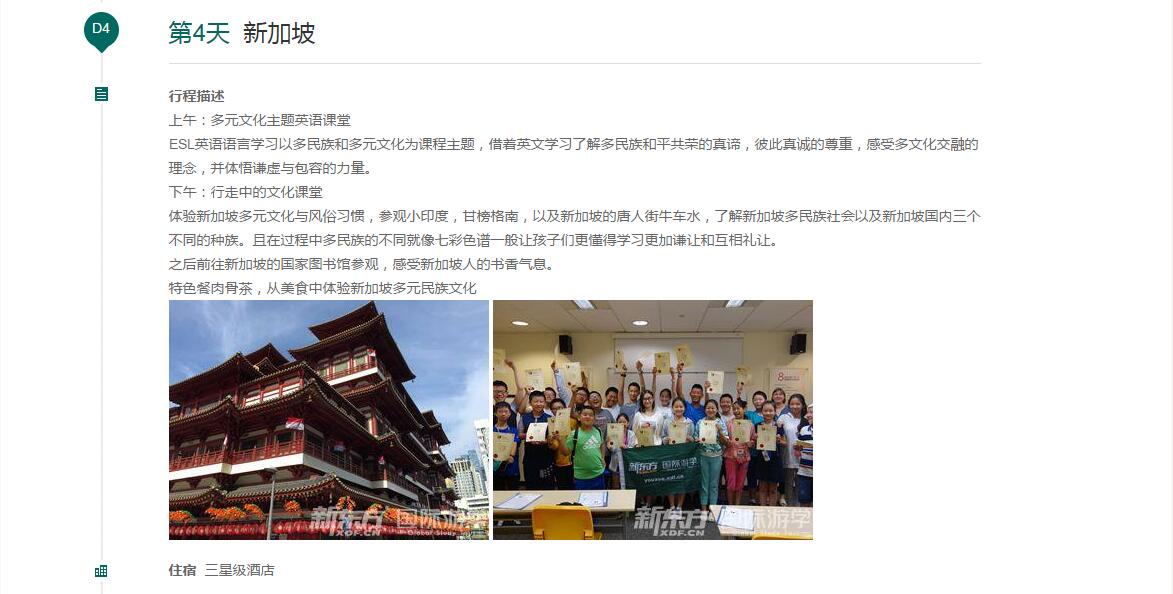 D4
第4天 新加坡
行程描述
上午：多元文化主题英语课堂
ESL英语语言学习以多民族和多元文化为课程主题，借着英文学习了解多民族和平共荣的真谛，彼此真诚的尊重，感受多文化交融的
理念，并体悟谦虚与包容的力量。
下午：行走中的文化课堂
体验新加坡多元文化与风俗习惯，参观小印度，甘榜格南，以及新加坡的唐人街牛车水，了解新加坡多民族社会以及新加坡国内三个
不同的种族。且在过程中多民族的不同就像七彩色谱一般让孩子们更懂得学习更加谦让和互相礼让。
之后前往新加坡的国家图书馆参观，感受新加坡人的书香气息。
特色餐肉骨茶，从美食中体验新加坡多元民族文化
新东方 国际游学
youxue.xdf.cn
新东方 国际游学
XDF.CN Global Study Tour
新东方 国际游学
XDF.CN
住宿 三星级酒店